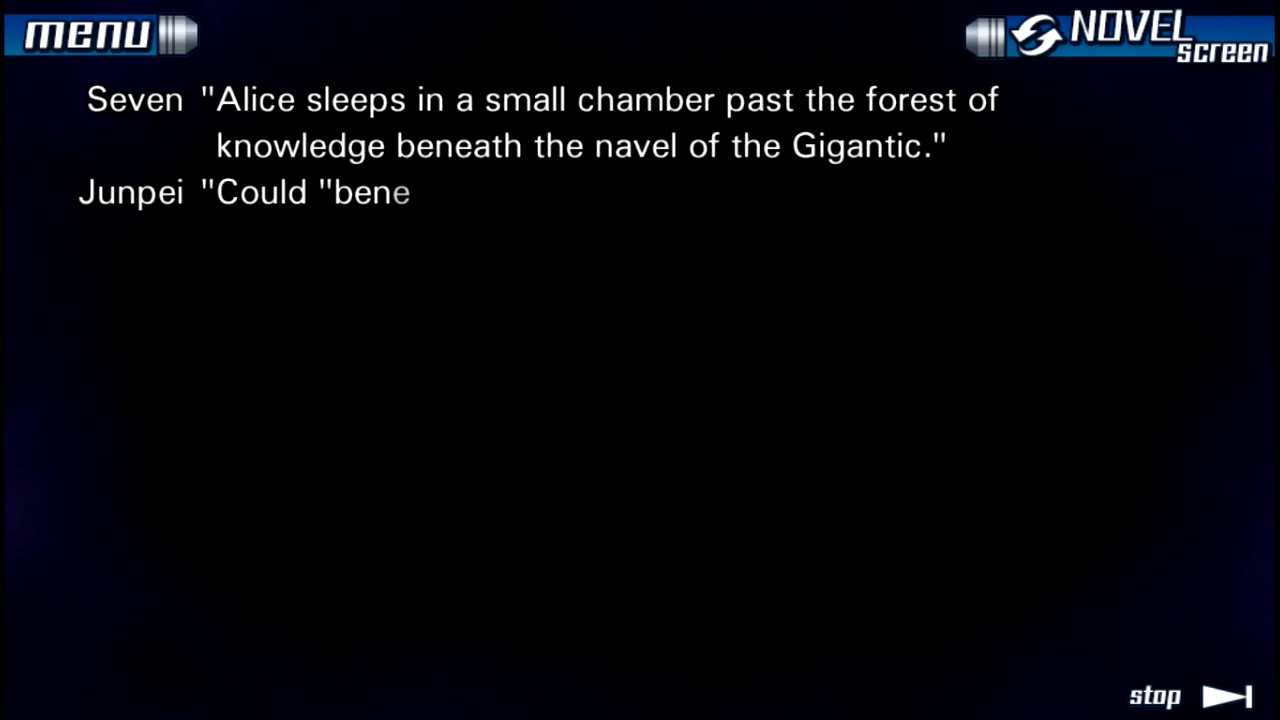 menu
NOVEL
screen
Seven "Alice sleeps in a small chamber past the forest of
knowledge beneath the navel of the Gigantic."
Junpei "Could "bene
stop